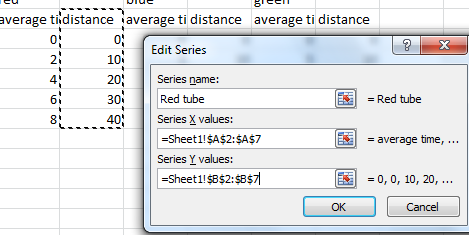 blue green
average ti distance average ti distance average ti distance
0 0
2 10
4 20
6 30
8 40
Edit Series
?
Series name:
Red tube = Red tube
Series X values:
=Sheet1!$A$2:$A$7 = average time, ...
Series Y values:
=Sheet1!$B$2:$B$7 = 0, 0, 10, 20, ...
OK Cancel